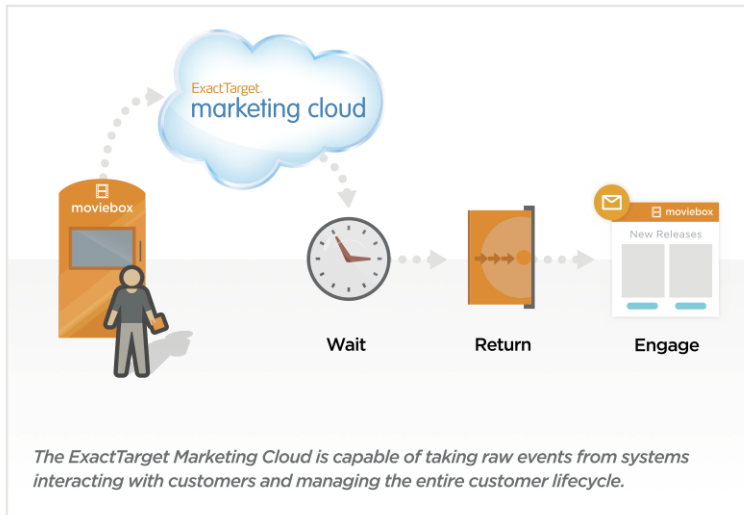 ExactTarget.
marketing cloud
moviebox
moviebox
New Releases
Wait
Return
Engage
The ExactTarget Marketing Cloud is capable of taking raw events from systems
interacting with customers and managing the entire customer lifecycle.